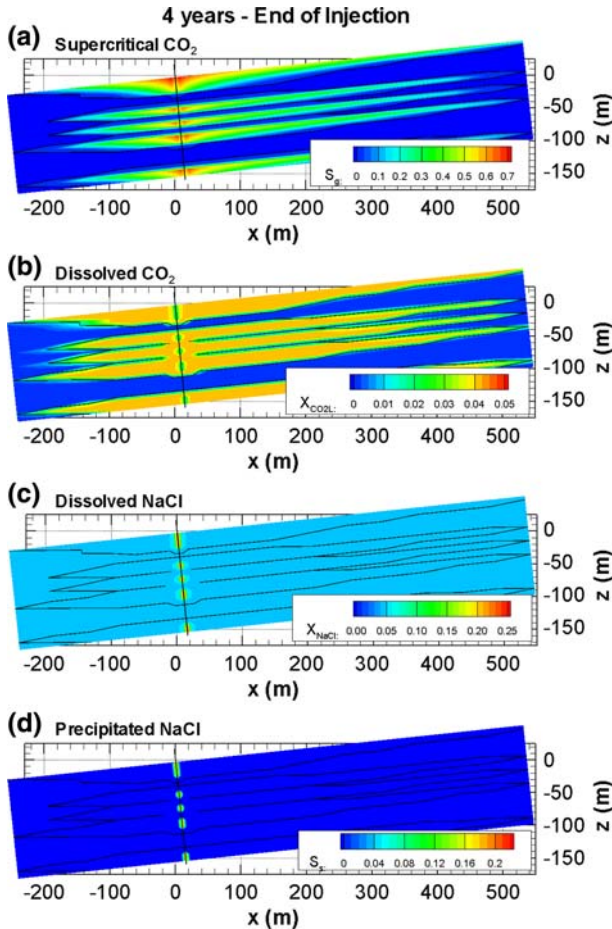 4 years - End of Injection
(a) Supercritical CO₂
0
-50
-100
-150
z (m)
S_g: 0 0.1 0.2 0.3 0.4 0.5 0.6 0.7
-200 -100 0 100 200 300 400 500
x (m)
(b) Dissolved CO₂
0
-50
-100
-150
z (m)
X_CO2L: 0 0.01 0.02 0.03 0.04 0.05
-200 -100 0 100 200 300 400 500
x (m)
(c) Dissolved NaCl
0
-50
-100
-150
z (m)
X_NaCl: 0.00 0.05 0.10 0.15 0.20 0.25
-200 -100 0 100 200 300 400 500
x (m)
(d) Precipitated NaCl
0
-50
-100
-150
z (m)
S_s: 0 0.04 0.08 0.12 0.16 0.2
-200 -100 0 100 200 300 400 500
x (m)